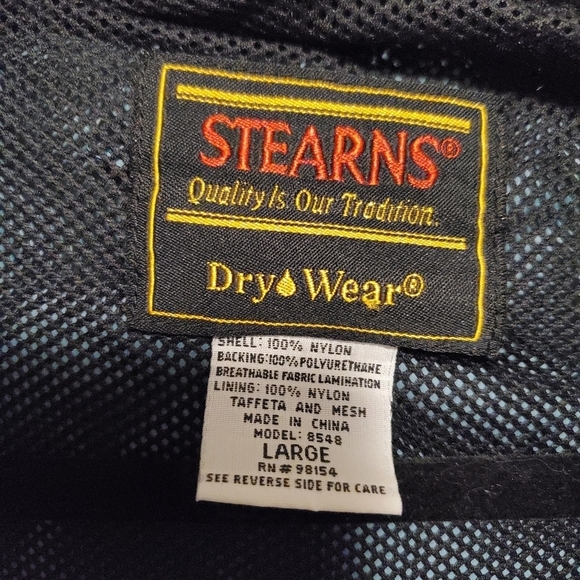 STEARNS®
Quality Is Our Tradition.
Dry Wear®
SHELL: 100% NYLON
BACKING:100% POLYURETHANE
BREATHABLE FABRIC LAMINATION
LINING: 100% NYLON
TAFFETA AND MESH
MADE IN CHINA
MODEL: 8548
LARGE
RN # 98154
SEE REVERSE SIDE FOR CARE